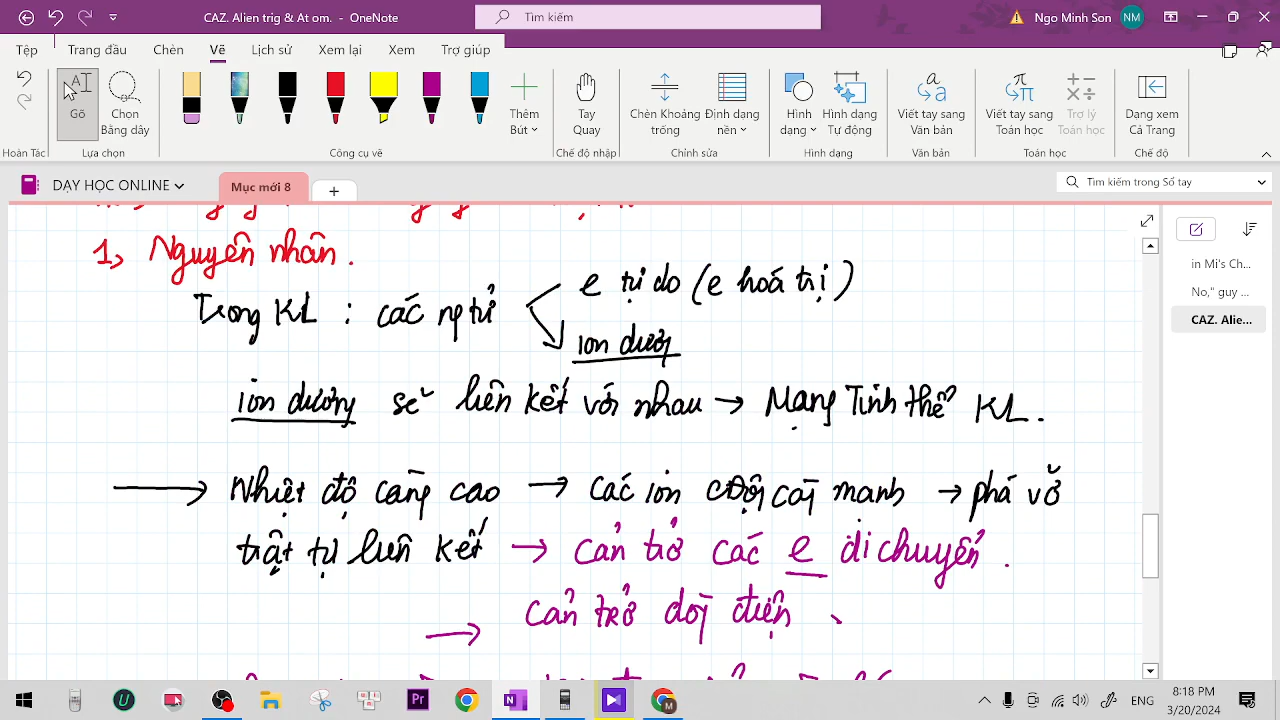 CAZ. Alien trig 60 - OneNote
Tìm kiếm
Ngo Minh Son
NM
Tệp
Trang đầu
Chèn
Vẽ
Lịch sử
Xem lại
Xem
Trợ giúp
Gõ
Chọn Bằng dây
Thêm Bút
Tay Quay
Chèn Khoảng trống
Định dạng nền
Hình dạng
Hình dạng Tự động
Viết tay sang Văn bản
Viết tay sang Toán học
Trợ lý Toán học
Dạng xem Cả Trang
Hoàn Tác
Lựa chọn
Công cụ vẽ
Chế độ nhập
Chỉnh sửa
Hình dạng
Văn bản
Toán học
Chế độ
DẠY HỌC ONLINE
Mục mới 8
+
Tìm kiếm trong Sổ tay
in Mi's Ch...
No," guy ...
CAZ. Alie...
1, Nguyên nhân.
Trong KL : các ng tử
e tự do (e hoá trị)
ion dương
ion dương sẽ liên kết với nhau → Mạng Tinh thể KL.
→ Nhiệt độ càng cao → các ion cđộng càng mạnh → phá vỡ
trật tự liên kết → cản trở các e di chuyển.
→ cản trở dòng điện
ENG
8:18 PM
3/20/2024